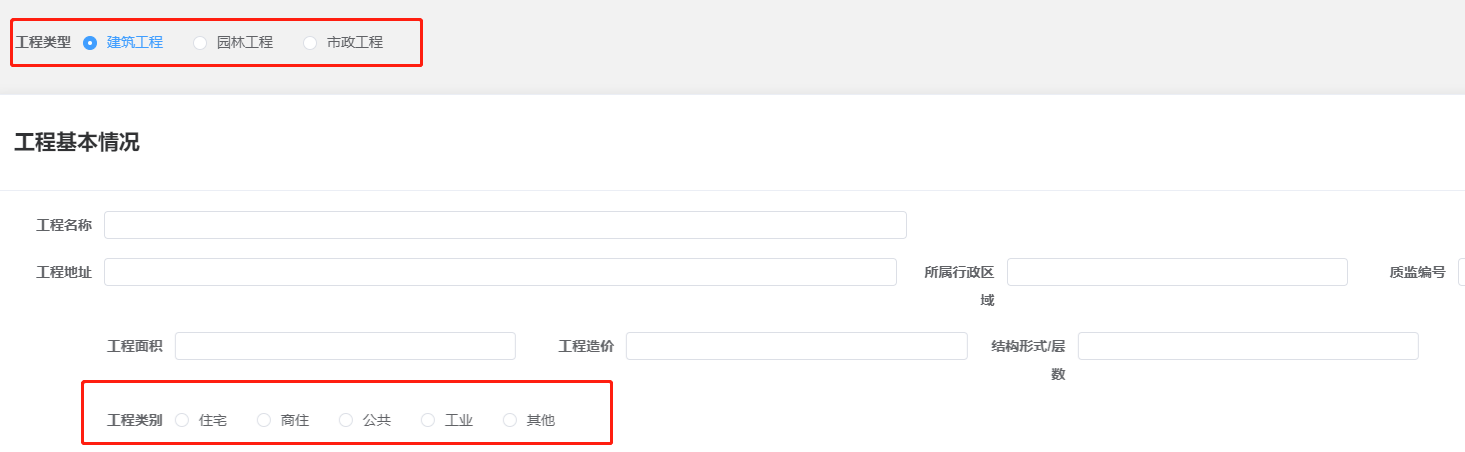 工程类型 建筑工程 园林工程 市政工程
工程基本情况
工程名称
工程地址 所属行政区域 质监编号
工程面积 工程造价 结构形式/层数
工程类别 住宅 商住 公共 工业 其他